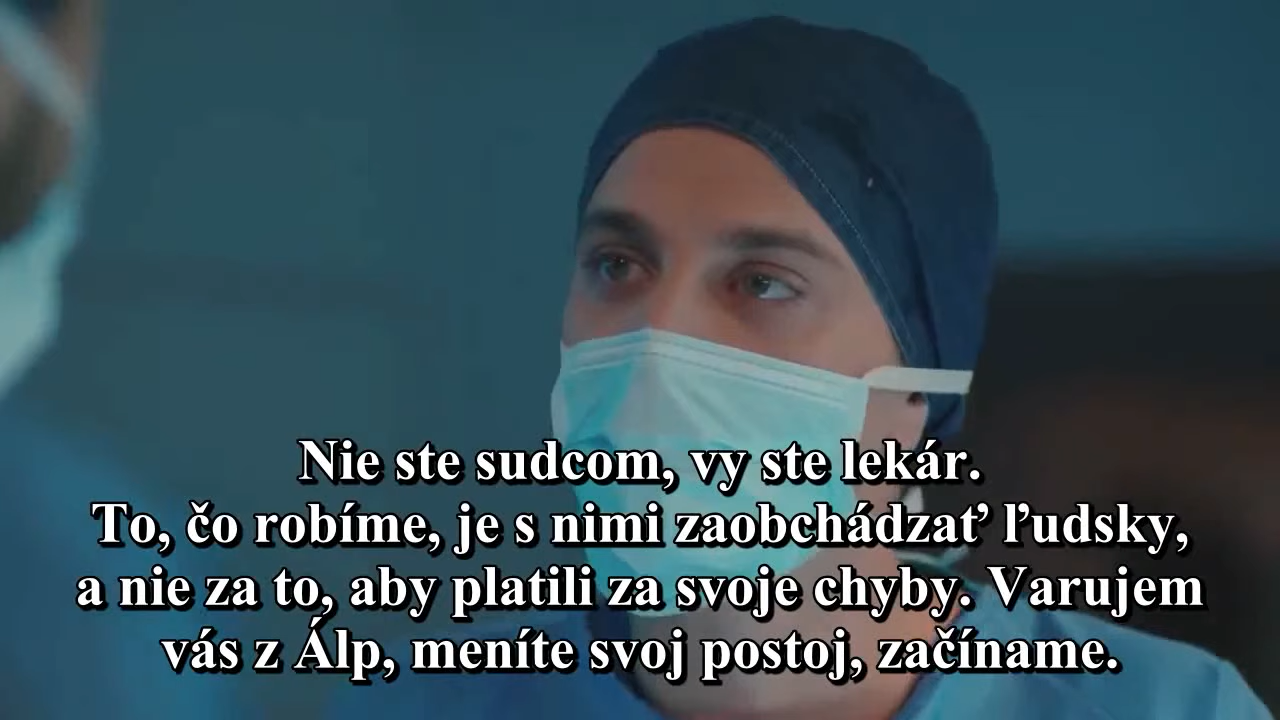 Nie ste sudcom, vy ste lekár.
To, čo robíme, je s nimi zaobchádzať ľudsky,
a nie za to, aby platili za svoje chyby. Varujem
vás z Álp, meníte svoj postoj, začíname.